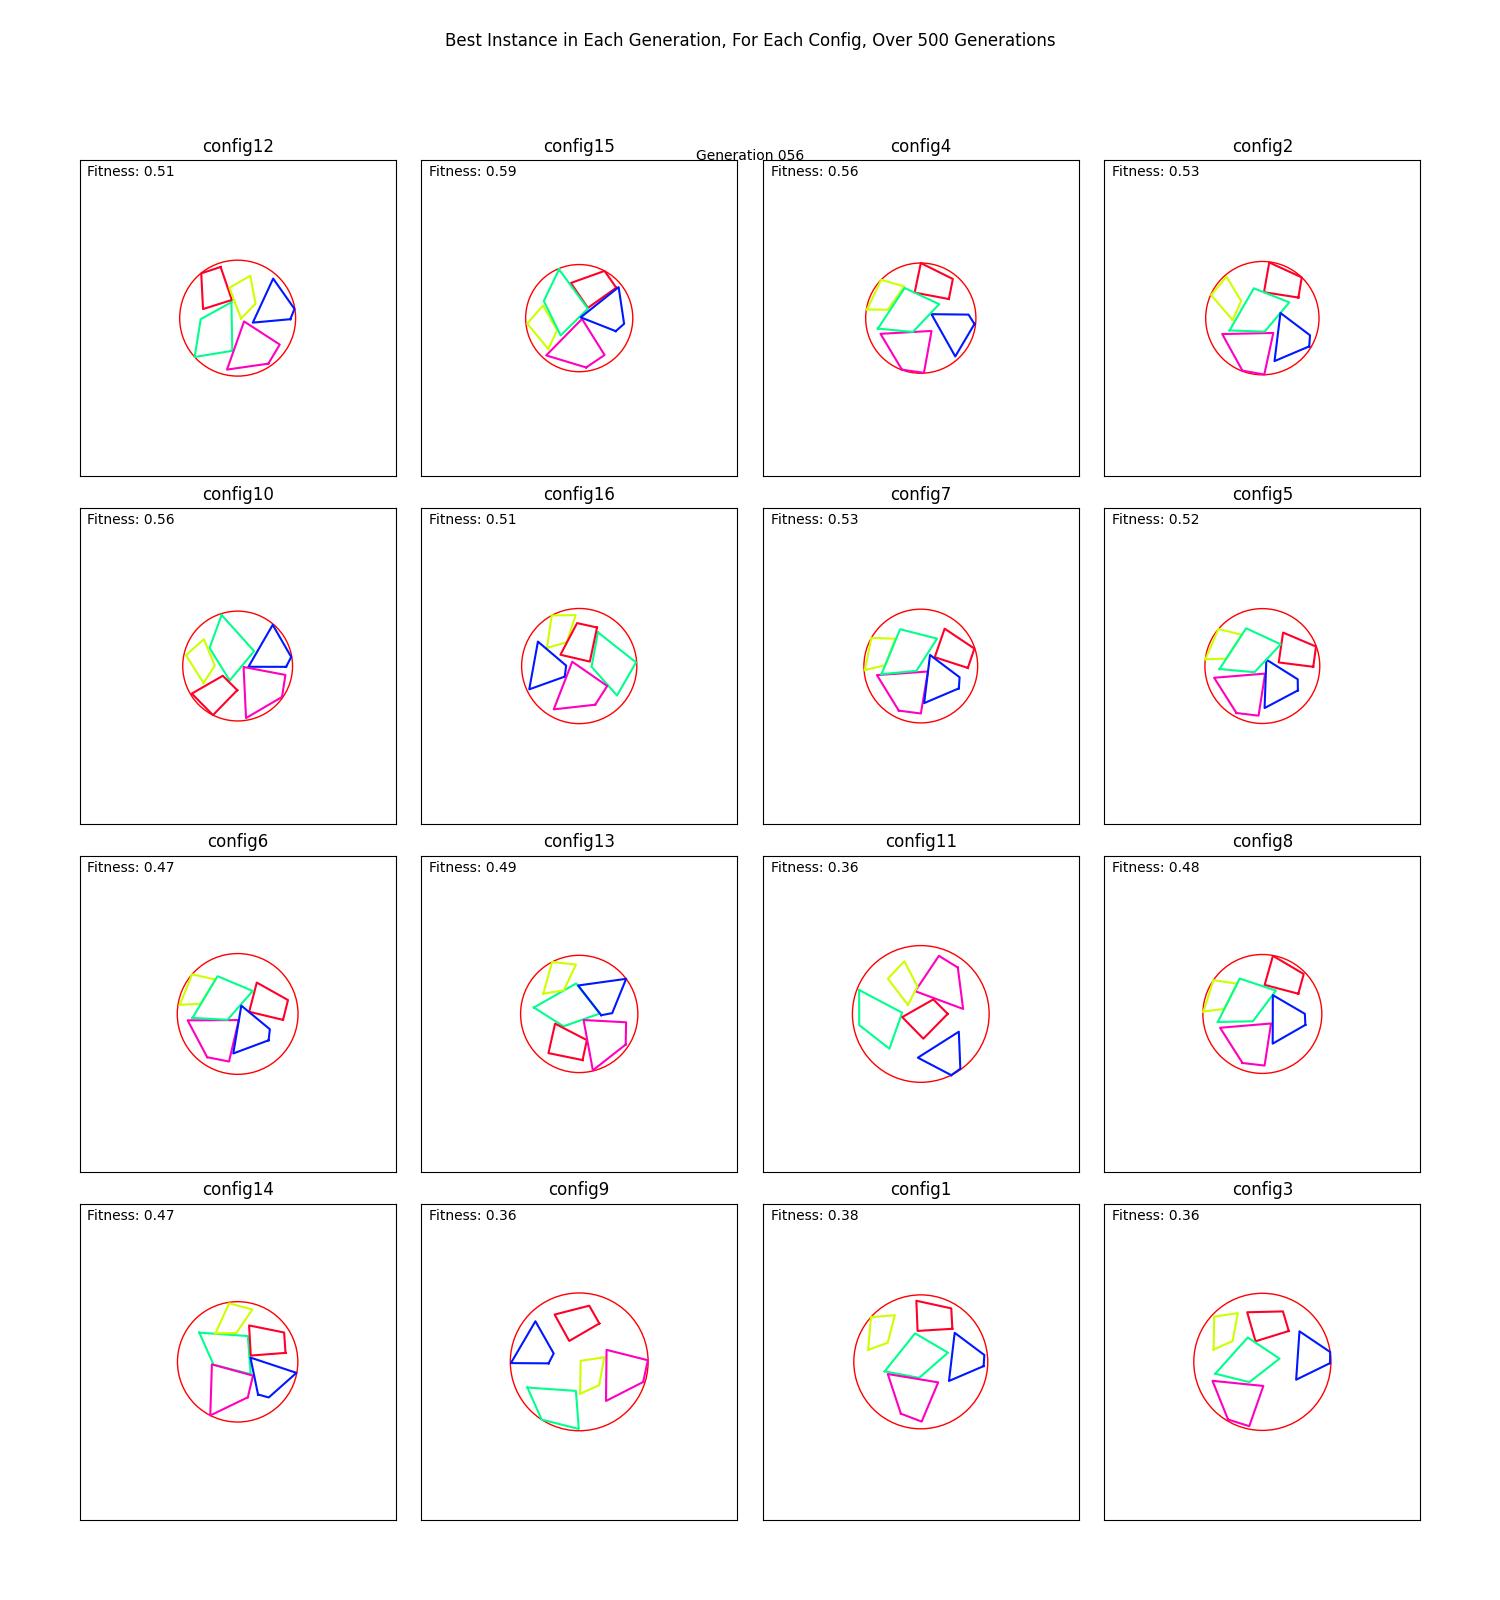 Best Instance in Each Generation, For Each Config, Over 500 Generations
Generation 056
config12
Fitness: 0.51
config15
Fitness: 0.59
config4
Fitness: 0.56
config2
Fitness: 0.53
config10
Fitness: 0.56
config16
Fitness: 0.51
config7
Fitness: 0.53
config5
Fitness: 0.52
config6
Fitness: 0.47
config13
Fitness: 0.49
config11
Fitness: 0.36
config8
Fitness: 0.48
config14
Fitness: 0.47
config9
Fitness: 0.36
config1
Fitness: 0.38
config3
Fitness: 0.36